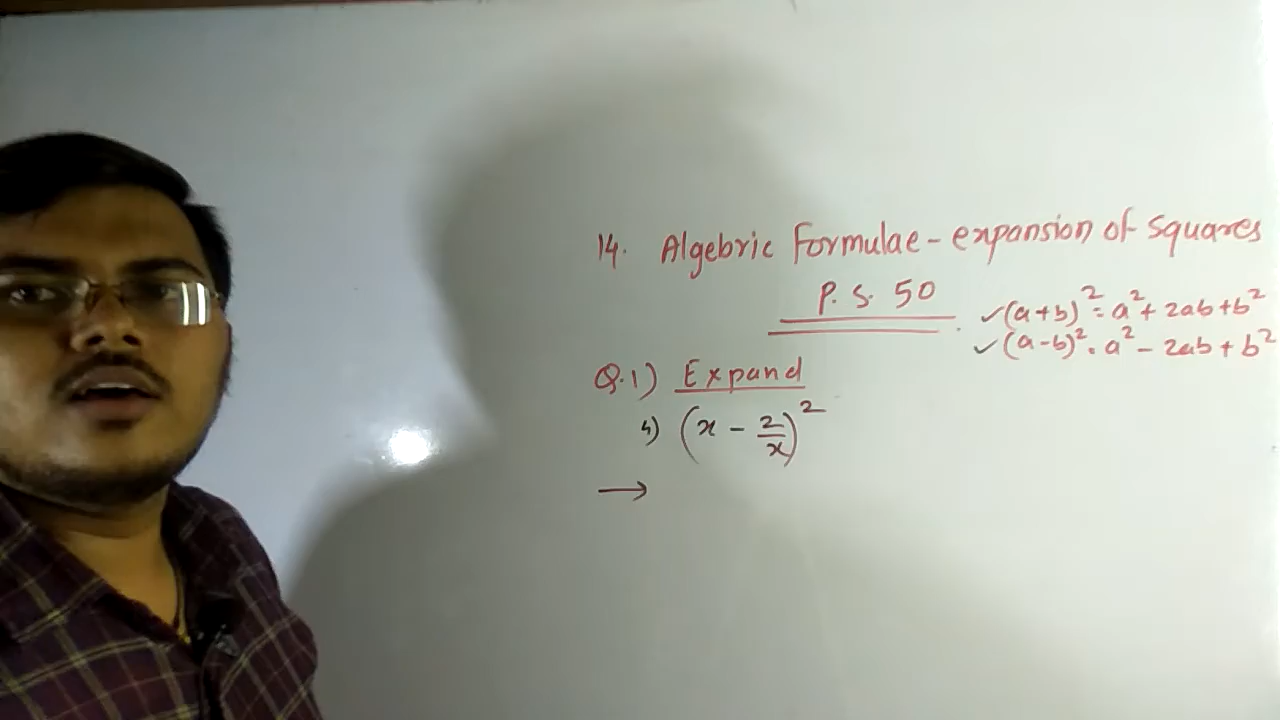 14. Algebric Formulae - expansion of squares
P. S. 50
✓(a+b)² = a² + 2ab + b²
✓(a-b)² = a² - 2ab + b²
Q.1) Expand
4) (x - 2/x)²
→